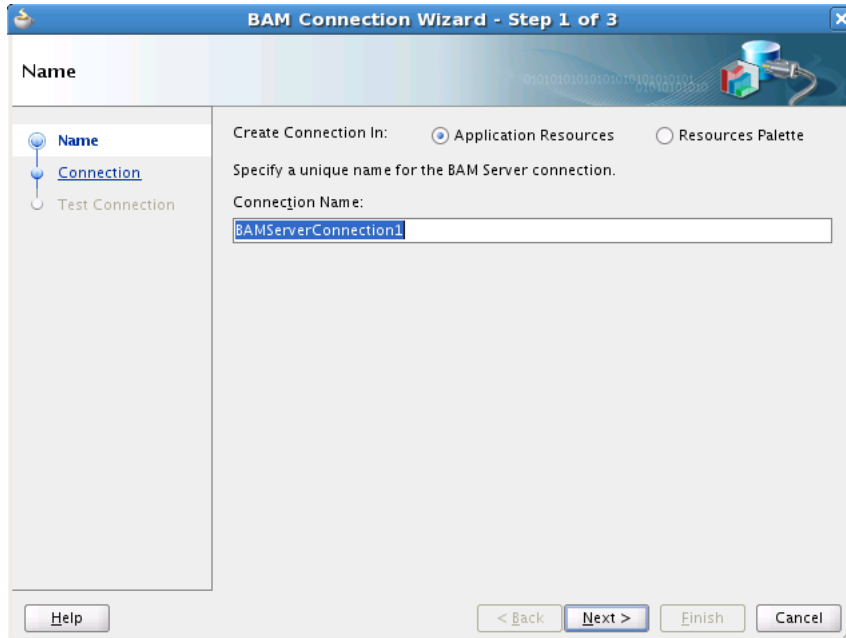 BAM Connection Wizard - Step 1 of 3
Name
Name
Connection
Test Connection
Create Connection In: Application Resources Resources Palette
Specify a unique name for the BAM Server connection.
Connection Name:
BAMServerConnection1
Help < Back Next > Finish Cancel